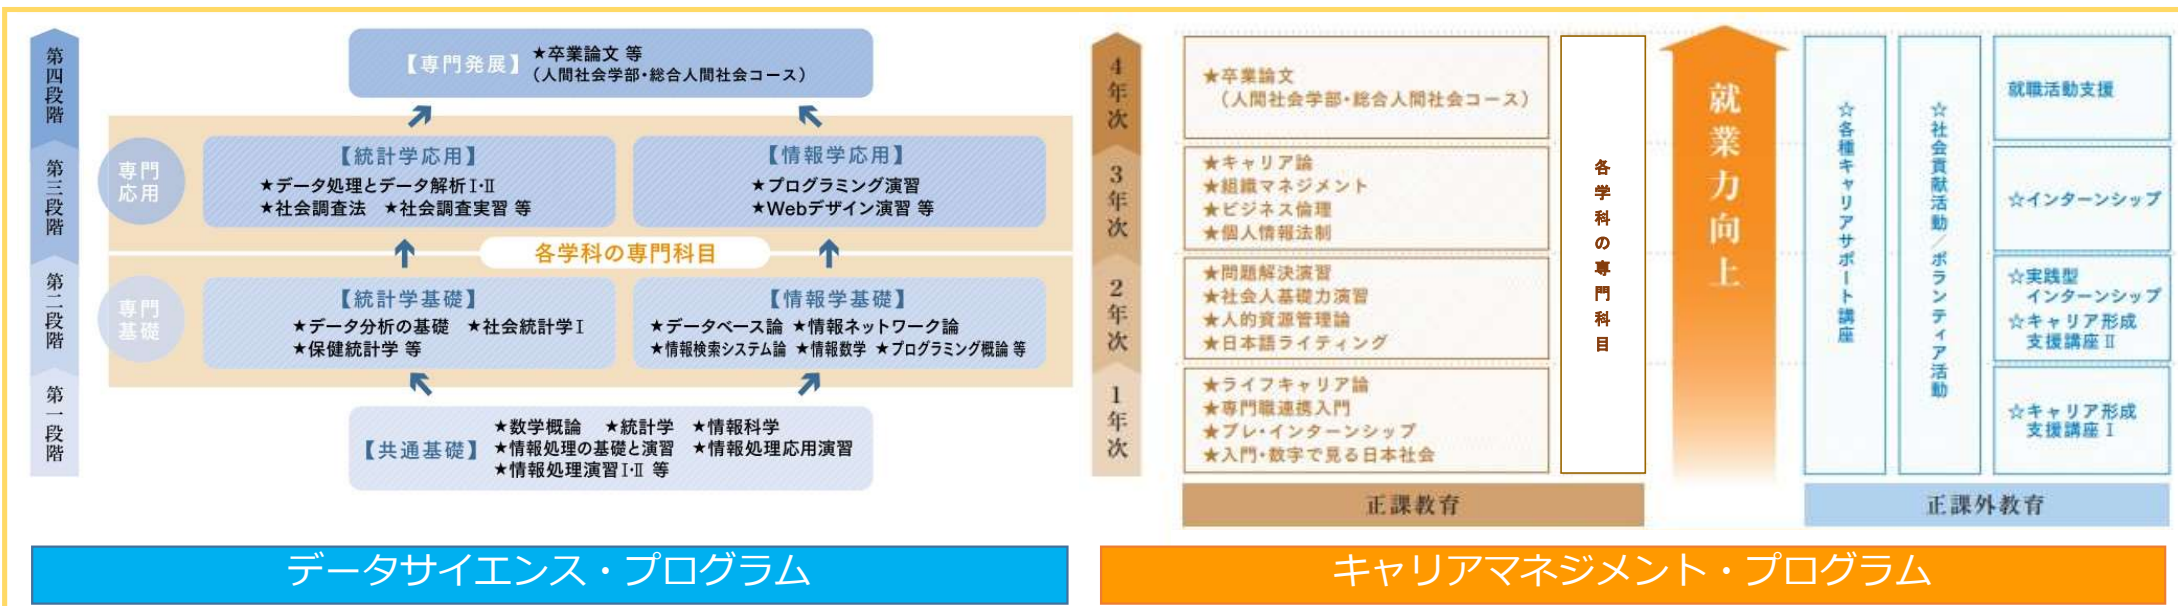 第四段階
第三段階
第二段階
第一段階
【専門発展】
★卒業論文 等
(人間社会学部・総合人間社会コース)
専門
応用
【統計学応用】
★データ処理とデータ解析Ⅰ・Ⅱ
★社会調査法 ★社会調査実習 等
【情報学応用】
★プログラミング演習
★Webデザイン演習 等
各学科の専門科目
専門
基礎
【統計学基礎】
★データ分析の基礎 ★社会統計学Ⅰ
★保健統計学 等
【情報学基礎】
★データベース論 ★情報ネットワーク論
★情報検索システム論 ★情報数学 ★プログラミング概論 等
【共通基礎】
★数学概論 ★統計学 ★情報科学
★情報処理の基礎と演習 ★情報処理応用演習
★情報処理演習Ⅰ・Ⅱ 等
データサイエンス・プログラム
4年次
3年次
2年次
1年次
★卒業論文
(人間社会学部・総合人間社会コース)
★キャリア論
★組織マネジメント
★ビジネス倫理
★個人情報法制
★問題解決演習
★社会人基礎力演習
★人的資源管理論
★日本語ライティング
★ライフキャリア論
★専門職連携入門
★プレ・インターンシップ
★入門・数字で見る日本社会
各学科の専門科目
正課教育
就業力向上
☆各種キャリアサポート講座
☆社会貢献活動／ボランティア活動
就職活動支援
☆インターンシップ
☆実践型
インターンシップ
☆キャリア形成
支援講座Ⅱ
☆キャリア形成
支援講座Ⅰ
正課外教育
キャリアマネジメント・プログラム